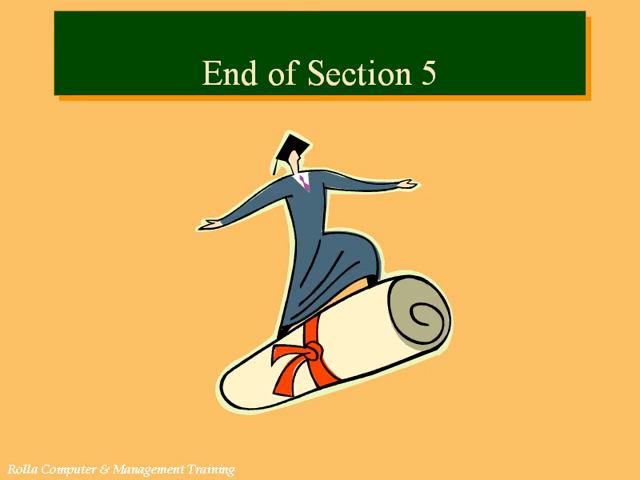 End of Section 5
Rolla Computer & Management Training